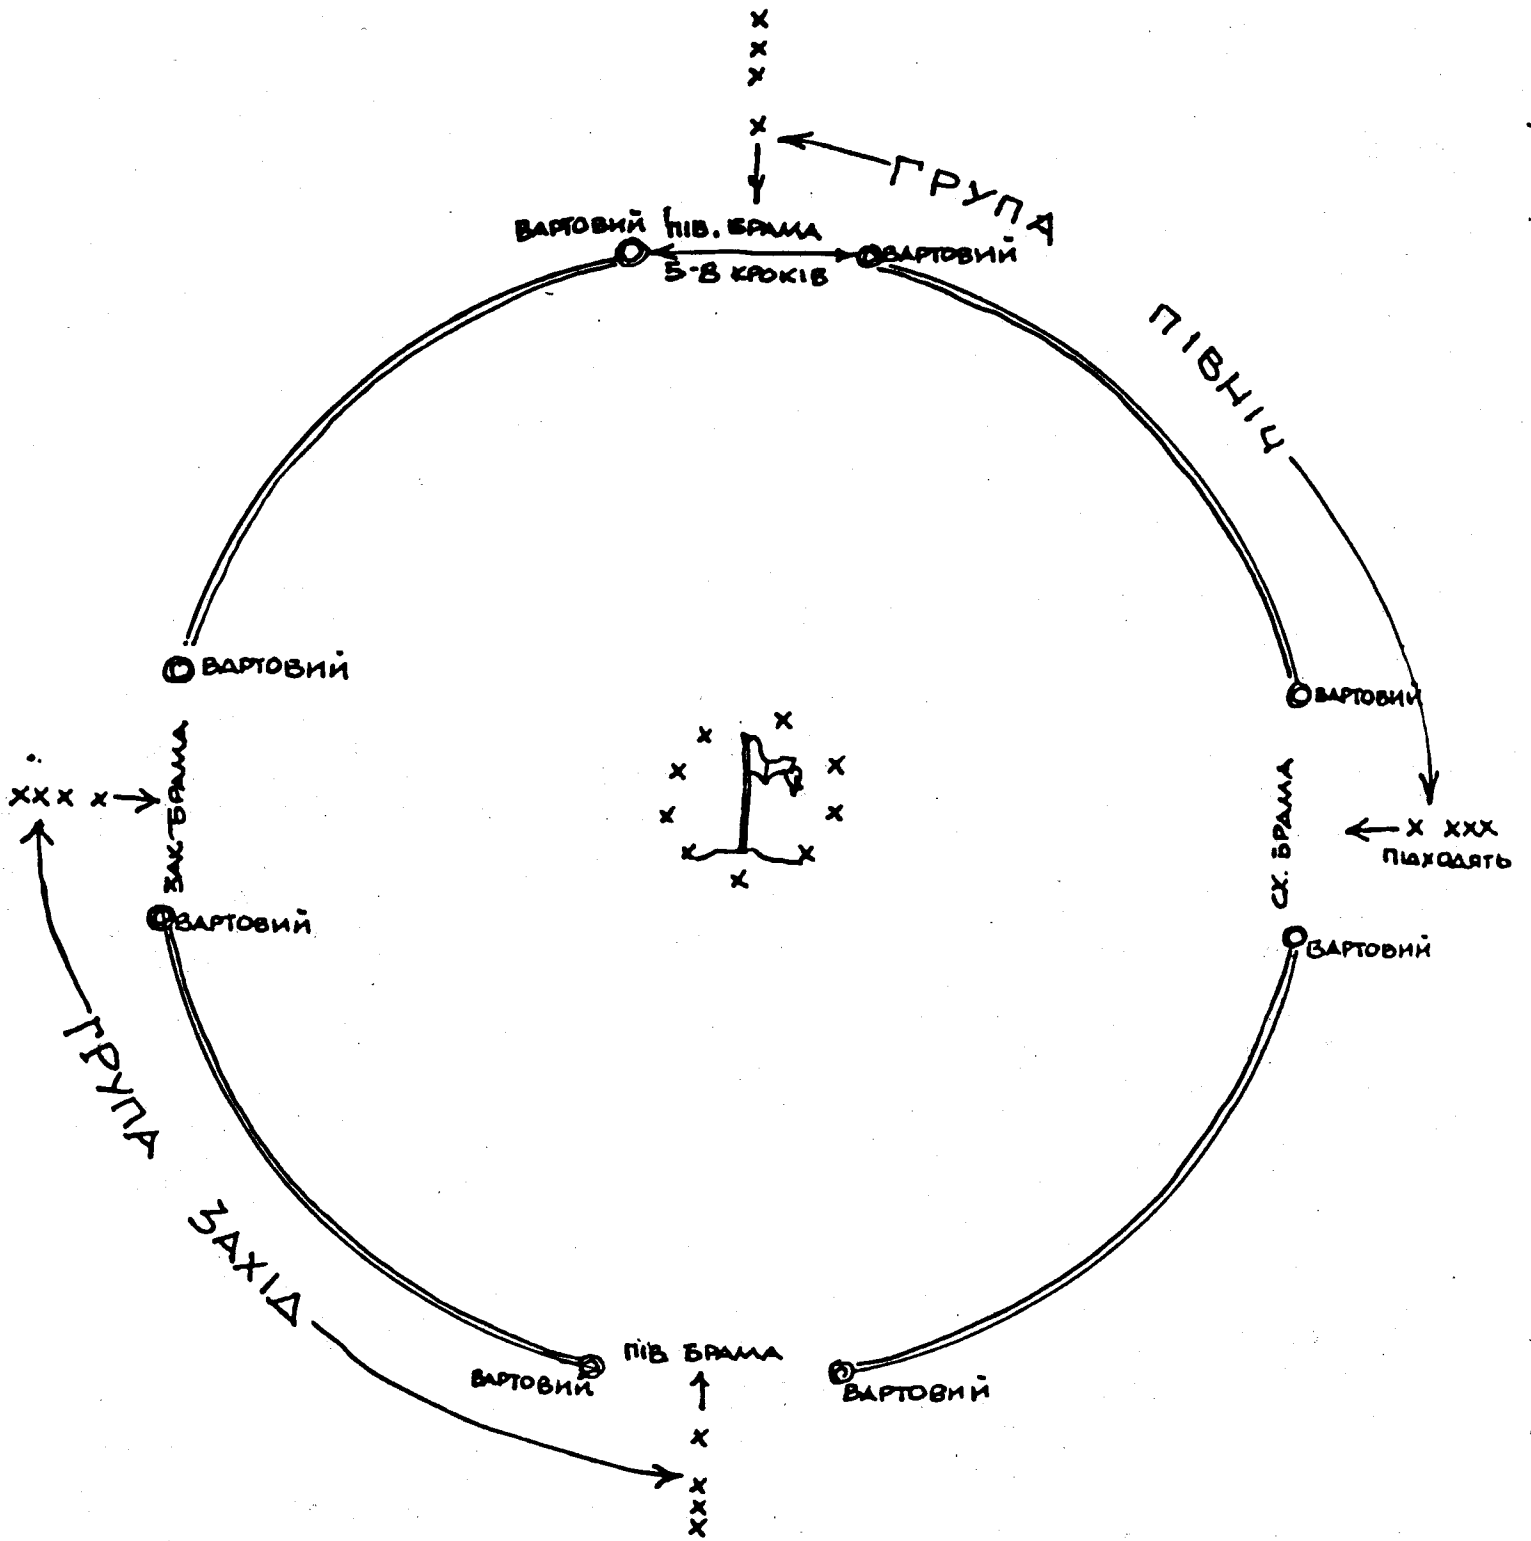 х
х
х
х
ГРУПА
ВАРТОВИЙ ПІВ. БРАМА
ВАРТОВИЙ
5-8 КРОКІВ
ПІВНІЧ
ВАРТОВИЙ
ВАРТОВИЙ
ЗАХ. БРАМА
СХ. БРАМА
х х х х
х ххх
ПІДХОДЯТЬ
ВАРТОВИЙ
ВАРТОВИЙ
ГРУПА
ЗАХІД
ПІВ БРАМА
ВАРТОВИЙ
ВАРТОВИЙ
х
х
х
х